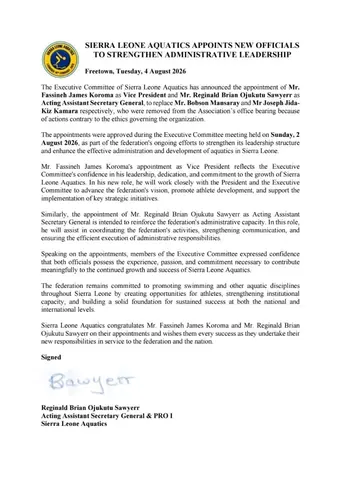 SIERRA LEONE AQUATICS APPOINTS NEW OFFICIALS
TO STRENGTHEN ADMINISTRATIVE LEADERSHIP
Freetown, Tuesday, 4 August 2026
The Executive Committee of Sierra Leone Aquatics has announced the appointment of Mr.
Fassineh James Koroma as Vice President and Mr. Reginald Brian Ojukutu Sawyerr as
Acting Assistant Secretary General, to replace Mr. Bobson Mansaray and Mr Joseph Jida-
Kiz Kamara respectively, who were removed from the Association's office bearing because
of actions contrary to the ethics governing the organization.
The appointments were approved during the Executive Committee meeting held on Sunday, 2
August 2026, as part of the federation's ongoing efforts to strengthen its leadership structure
and enhance the effective administration and development of aquatics in Sierra Leone.
Mr. Fassineh James Koroma's appointment as Vice President reflects the Executive
Committee's confidence in his leadership, dedication, and commitment to the growth of Sierra
Leone Aquatics. In his new role, he will work closely with the President and the Executive
Committee to advance the federation's vision, promote athlete development, and support the
implementation of key strategic initiatives.
Similarly, the appointment of Mr. Reginald Brian Ojukutu Sawyerr as Acting Assistant
Secretary General is intended to reinforce the federation's administrative capacity. In this role,
he will assist in coordinating the federation's activities, strengthening communication, and
ensuring the efficient execution of administrative responsibilities.
Speaking on the appointments, members of the Executive Committee expressed confidence
that both officials possess the experience, passion, and commitment necessary to contribute
meaningfully to the continued growth and success of Sierra Leone Aquatics.
The federation remains committed to promoting swimming and other aquatic disciplines
throughout Sierra Leone by creating opportunities for athletes, strengthening institutional
capacity, and building a solid foundation for sustained success at both the national and
international levels.
Sierra Leone Aquatics congratulates Mr. Fassineh James Koroma and Mr. Reginald Brian
Ojukutu Sawyerr on their appointments and wishes them every success as they undertake their
new responsibilities in service to the federation and the nation.
Signed
Sawyerr
Reginald Brian Ojukutu Sawyerr
Acting Assistant Secretary General & PRO I
Sierra Leone Aquatics